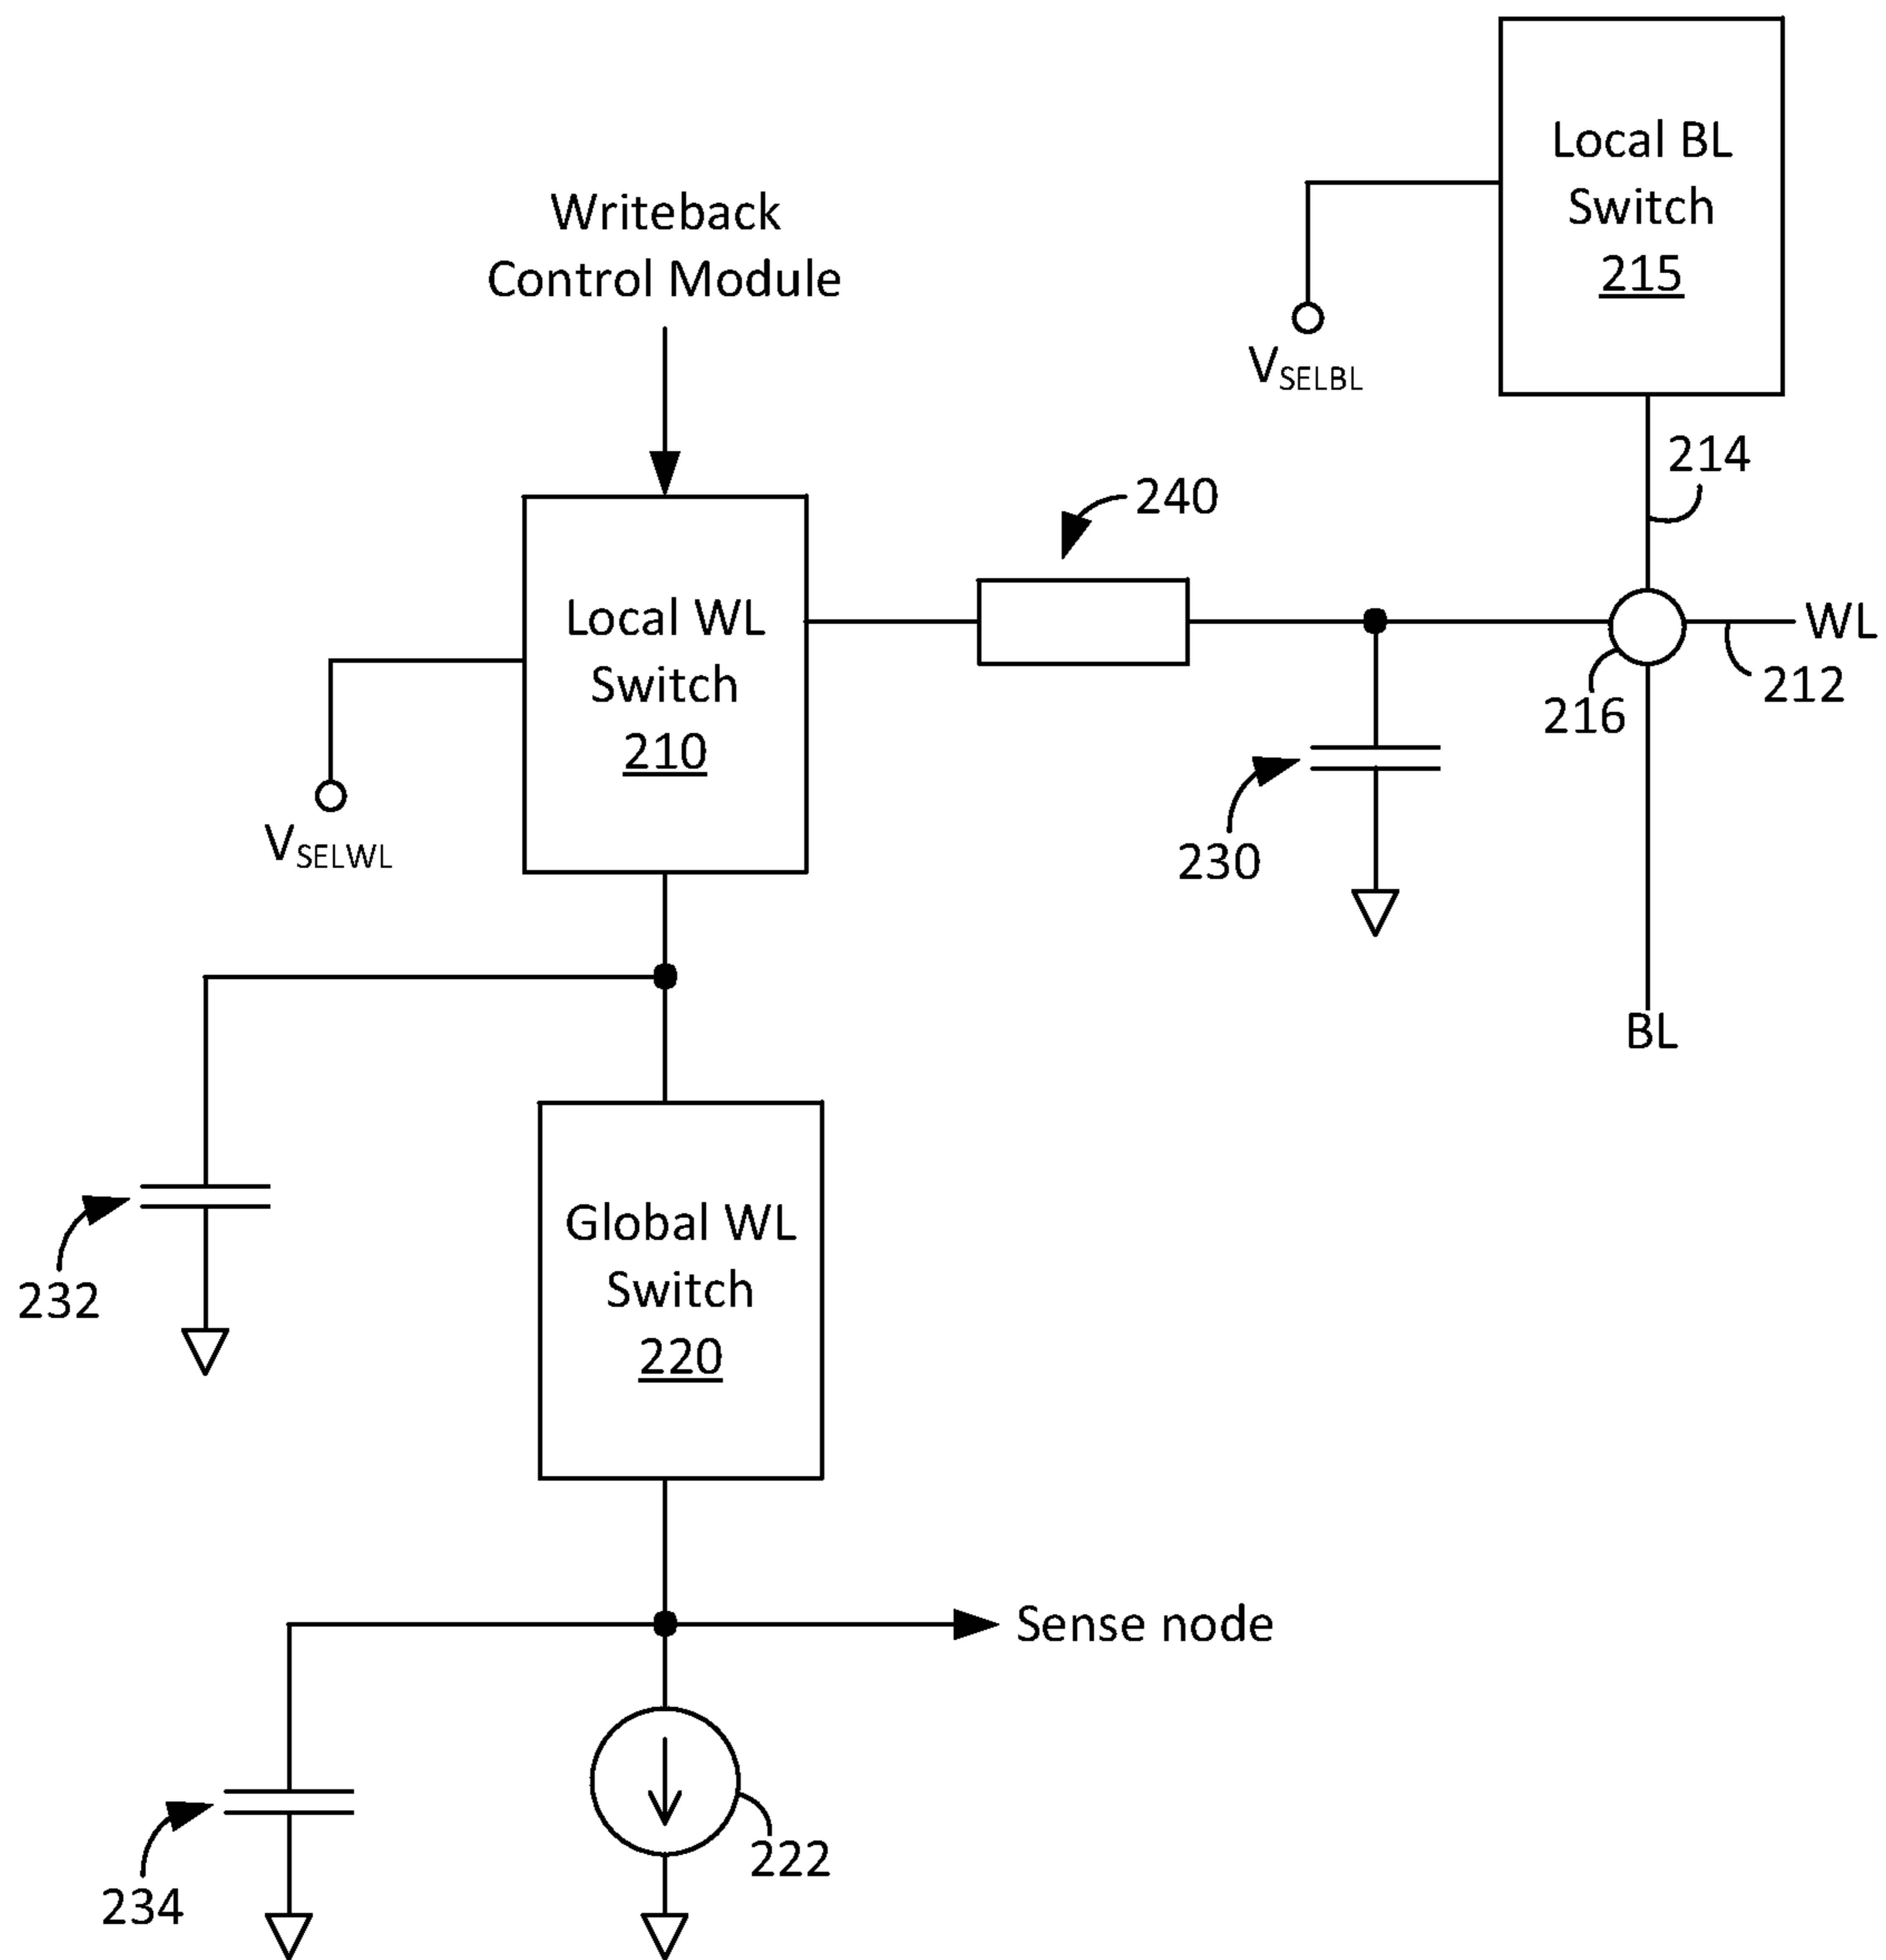 Local BL
Switch
215
Writeback
Control Module
VSELBL
214
240
Local WL
Switch
210
WL
212
216
VSELWL
230
BL
Global WL
Switch
220
232
Sense node
222
234